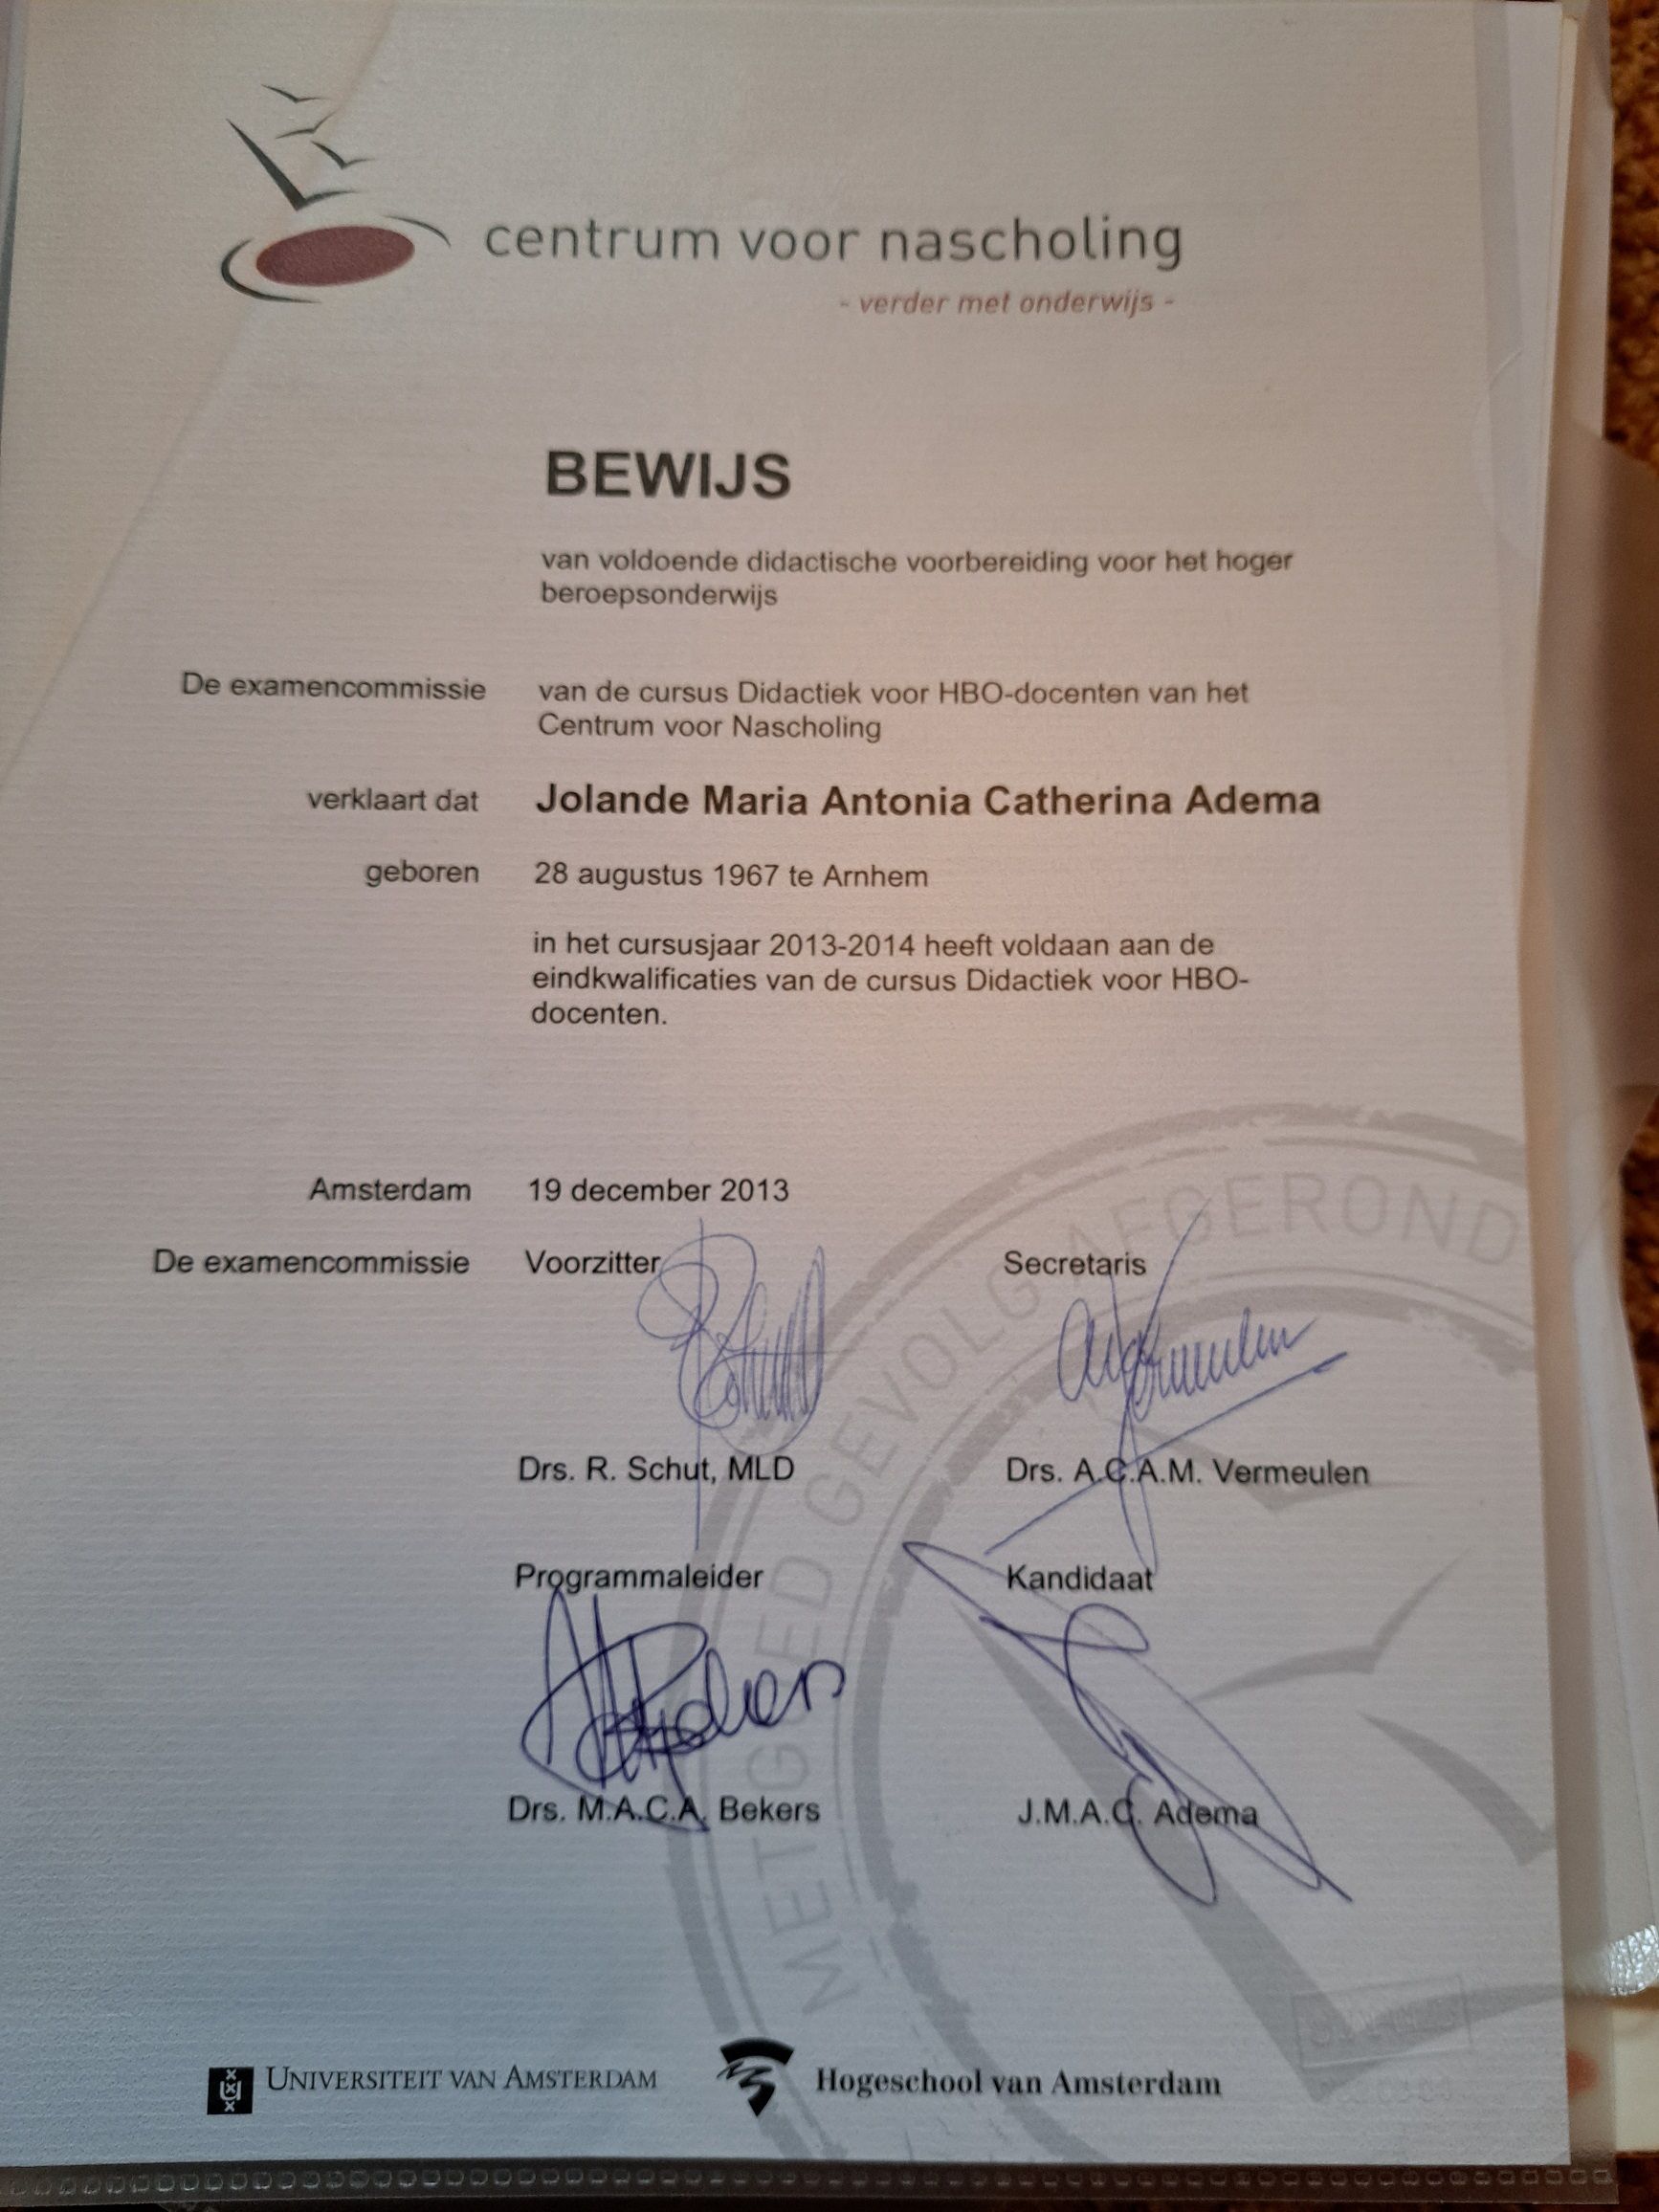 centrum voor nascholing
- verder met onderwijs -
BEWIJS
van voldoende didactische voorbereiding voor het hoger
beroepsonderwijs
De examencommissie van de cursus Didactiek voor HBO-docenten van het
Centrum voor Nascholing
verklaart dat Jolande Maria Antonia Catherina Adema
geboren 28 augustus 1967 te Arnhem
in het cursusjaar 2013-2014 heeft voldaan aan de
eindkwalificaties van de cursus Didactiek voor HBO-
docenten.
Amsterdam 19 december 2013
De examencommissie Voorzitter Secretaris
Drs. R. Schut, MLD Drs. A.C.A.M. Vermeulen
Programmaleider Kandidaat
Drs. M.A.C.A. Bekers J.M.A.C. Adema
MET GOED GEVOLG AFGEROND
UNIVERSITEIT VAN AMSTERDAM Hogeschool van Amsterdam